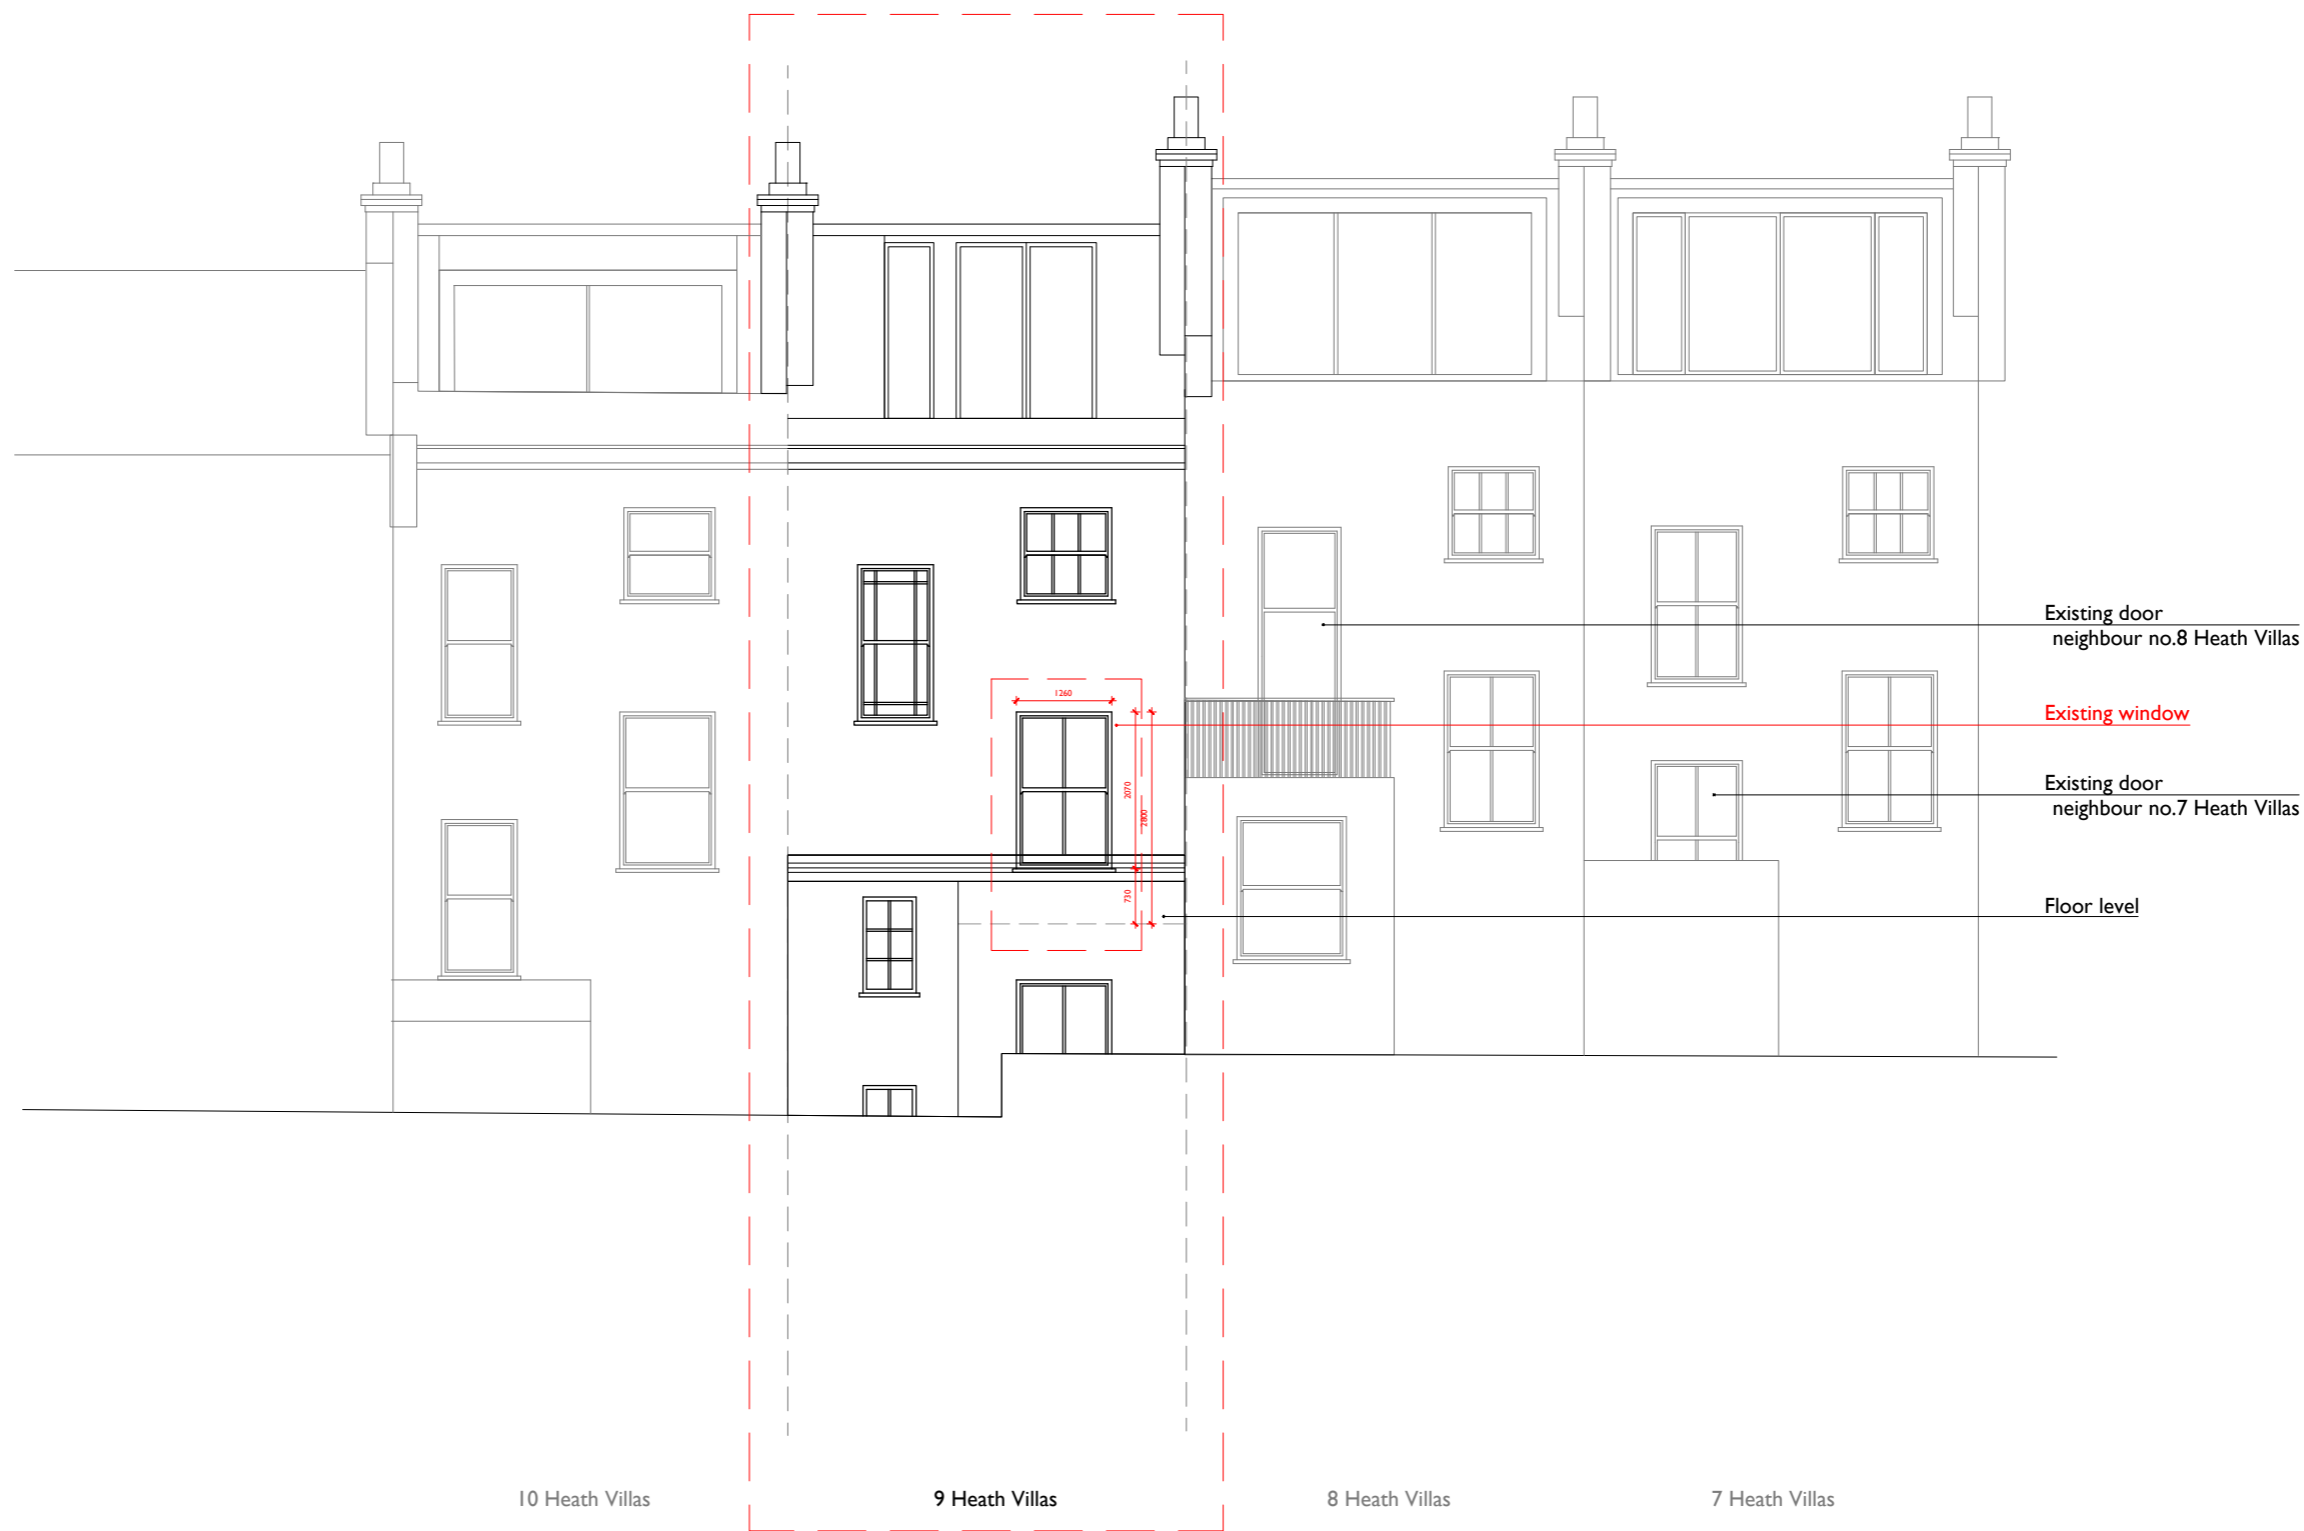 Existing door
neighbour no.8 Heath Villas
1260
Existing window
2070
2800
Existing door
neighbour no.7 Heath Villas
730
Floor level
10 Heath Villas
9 Heath Villas
8 Heath Villas
7 Heath Villas